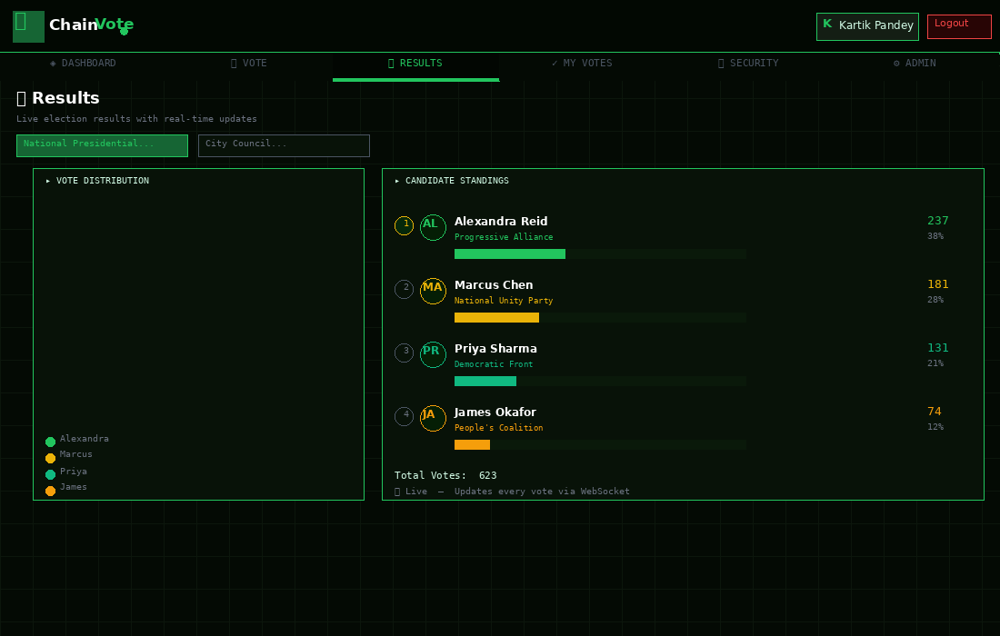 ChainVote
K Kartik Pandey
Logout
◈ DASHBOARD
VOTE
RESULTS
✓ MY VOTES
SECURITY
⚙ ADMIN
Results
Live election results with real-time updates
National Presidential...
City Council...
▸ VOTE DISTRIBUTION
Alexandra
Marcus
Priya
James
▸ CANDIDATE STANDINGS
1 AL Alexandra Reid 237
Progressive Alliance 38%
2 MA Marcus Chen 181
National Unity Party 28%
3 PR Priya Sharma 131
Democratic Front 21%
4 JA James Okafor 74
People's Coalition 12%
Total Votes: 623
Live — Updates every vote via WebSocket